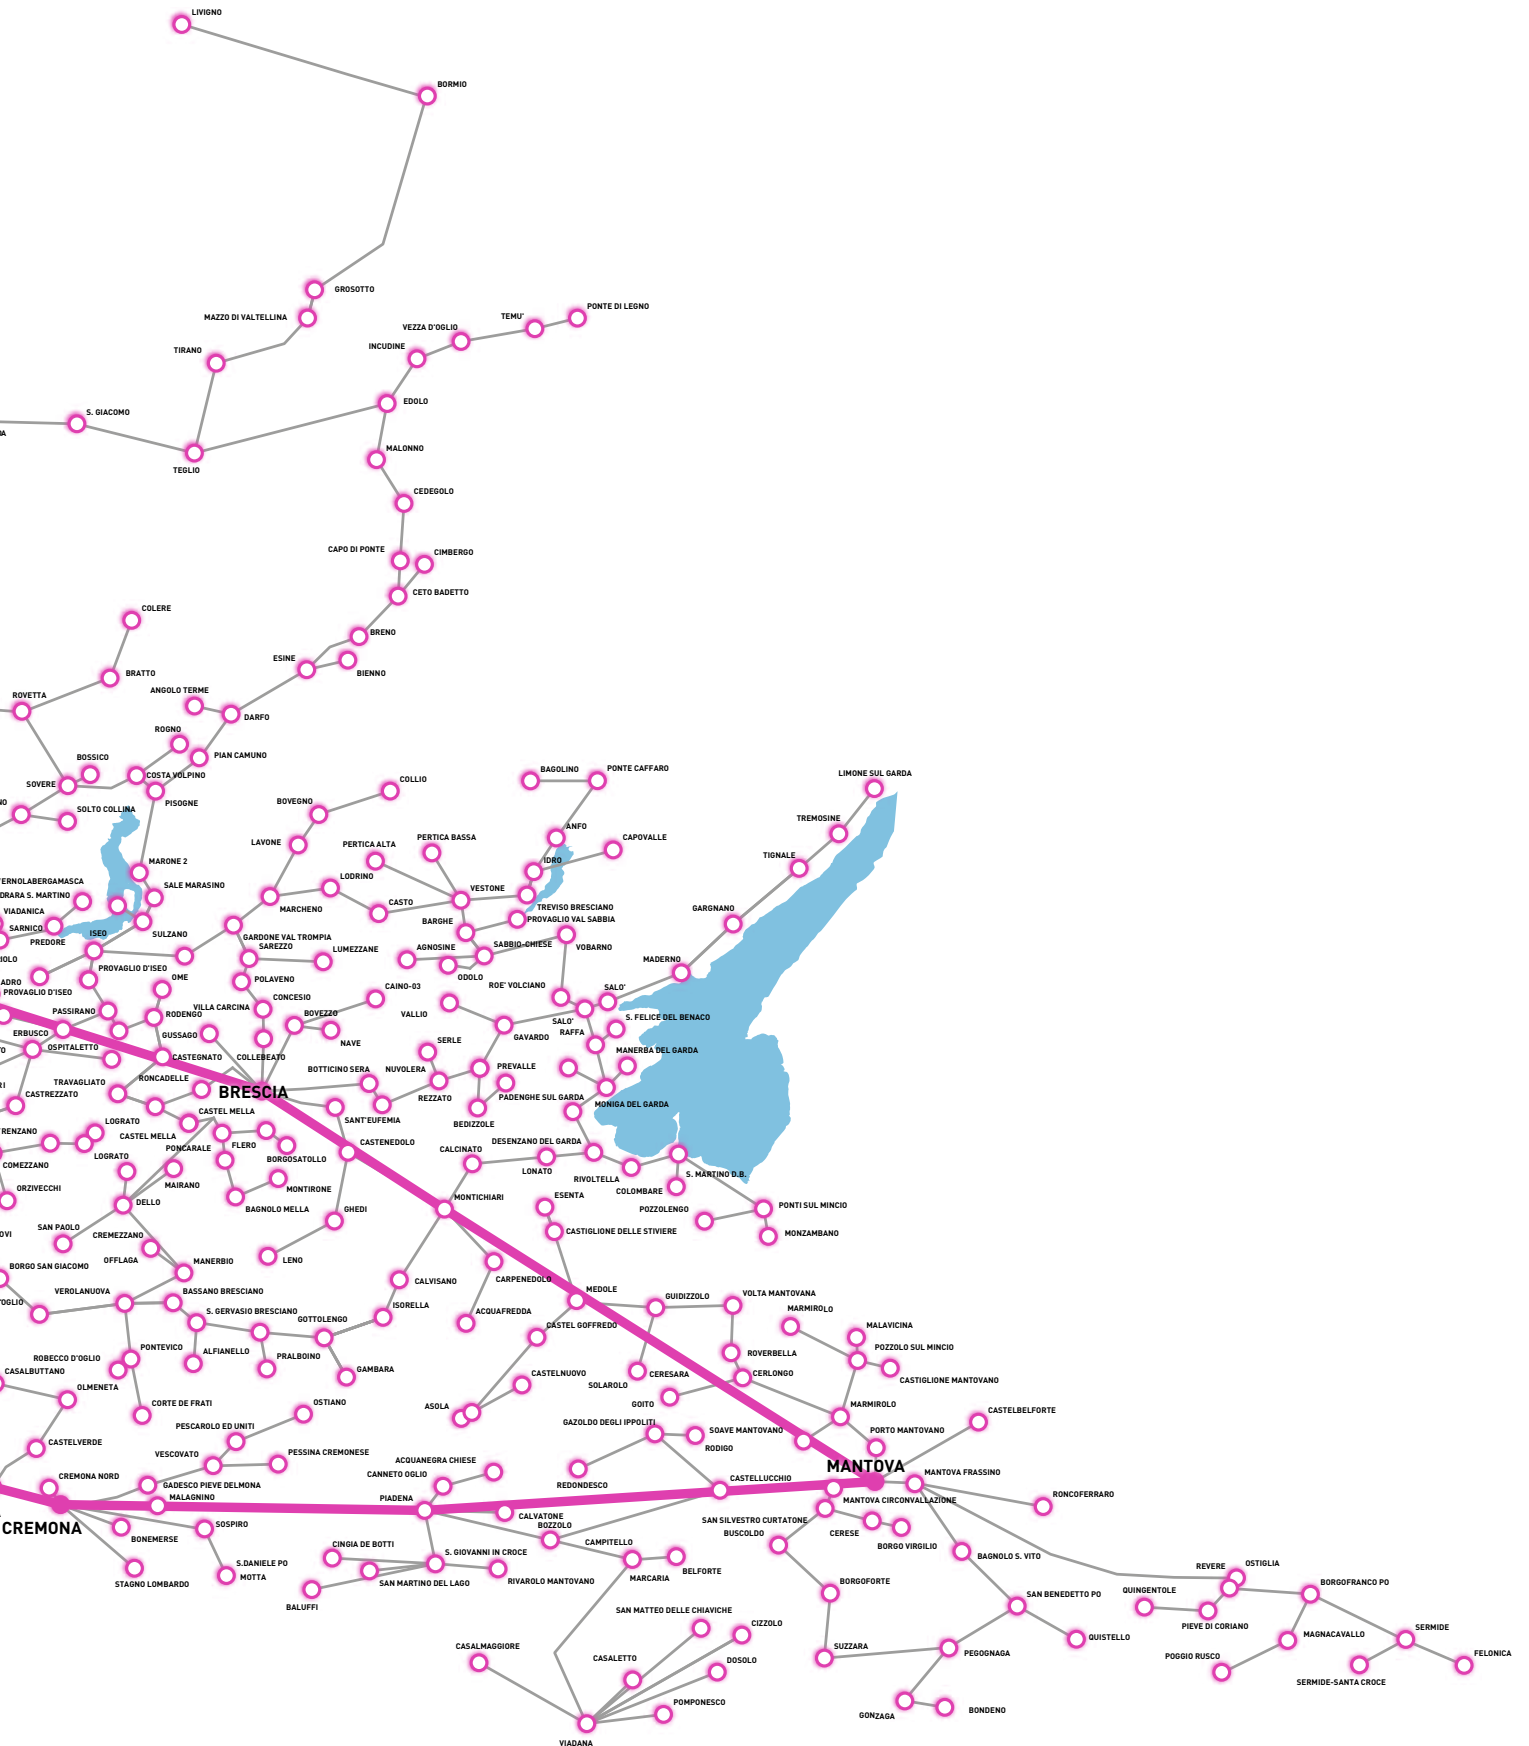 LIVIGNO
BORMIO
GROSOTTO
MAZZO DI VALTELLINA
PONTE DI LEGNO
TEMU'
VEZZA D'OGLIO
INCUDINE
TIRANO
EDOLO
S. GIACOMO
TEGLIO
MALONNO
CEDEGOLO
CAPO DI PONTE
CIMBERGO
CETO BADETTO
COLERE
BRENO
ESINE
BIENNO
BRATTO
ANGOLO TERME
ROVETTA
DARFO
ROGNO
PIAN CAMUNO
BOSSICO
COSTA VOLPINO
SOVERE
PISOGNE
SOLTO COLLINA
COLLIO
BOVEGNO
BAGOLINO
PONTE CAFFARO
LIMONE SUL GARDA
TREMOSINE
ANFO
CAPOVALLE
LAVONE
PERTICA ALTA
PERTICA BASSA
IDRO
TIGNALE
MARONE 2
SALE MARASINO
ERNOLABERGAMASCA
DRARA S. MARTINO
VIADANICA
SARNICO
PREDORE
LODRINO
MARCHENO
CASTO
VESTONE
TREVISO BRESCIANO
PROVAGLIO VAL SABBIA
BARGHE
GARGNANO
ISEO
SULZANO
GARDONE VAL TROMPIA
SAREZZO
LUMEZZANE
AGNOSINE
SABBIO-CHIESE
VOBARNO
ODOLO
MADERNO
IOLO
ADRO
PROVAGLIO D'ISEO
PROVAGLIO D'ISEO
OME
POLAVENO
CAINO-03
ROE' VOLCIANO
SALO'
VILLA CARCINA
CONCESIO
VALLIO
PASSIRANO
RODENGO
BOVEZZO
SALO'
S. FELICE DEL BENACO
ERBUSCO
GUSSAGO
NAVE
GAVARDO
RAFFA
OSPITALETTO
CASTEGNATO
COLLEBEATO
SERLE
MANERBA DEL GARDA
BOTTICINO SERA
NUVOLERA
PREVALLE
TRAVAGLIATO
RONCADELLE
BRESCIA
CASTREZZATO
REZZATO
PADENGHE SUL GARDA
MONIGA DEL GARDA
BEDIZZOLE
LOGRATO
CASTEL MELLA
SANT'EUFEMIA
RENZANO
CASTEL MELLA
PONCARALE
FLERO
BORGOSATOLLO
CASTENEDOLO
CALCINATO
DESENZANO DEL GARDA
COMEZZANO
LOGRATO
MAIRANO
MONTIRONE
LONATO
RIVOLTELLA
S. MARTINO D.B.
COLOMBARE
ORZIVECCHI
DELLO
BAGNOLO MELLA
GHEDI
MONTICHIARI
ESENTA
POZZOLENGO
PONTI SUL MINCIO
SAN PAOLO
CREMEZZANO
CASTIGLIONE DELLE STIVIERE
MONZAMBANO
OVI
OFFLAGA
MANERBIO
LENO
CARPENEDOLO
BORGO SAN GIACOMO
CALVISANO
MEDOLE
VEROLANUOVA
BASSANO BRESCIANO
GUIDIZZOLO
VOLTA MANTOVANA
'OGLIO
S. GERVASIO BRESCIANO
GOTTOLENGO
ISORELLA
ACQUAFREDDA
CASTEL GOFFREDO
MARMIROLO
MALAVICINA
ROBECCO D'OGLIO
PONTEVICO
ALFIANELLO
PRALBOINO
GAMBARA
CASTELNUOVO
CERESARA
SOLAROLO
ROVERBELLA
POZZOLO SUL MINCIO
CERLONGO
CASTIGLIONE MANTOVANO
CASALBUTTANO
OLMENETA
CORTE DE FRATI
OSTIANO
ASOLA
GOITO
MARMIROLO
PESCAROLO ED UNITI
GAZOLDO DEGLI IPPOLITI
SOAVE MANTOVANO
PORTO MANTOVANO
CASTELBELFORTE
CASTELVERDE
VESCOVATO
PESSINA CREMONESE
RODIGO
ACQUANEGRA CHIESE
CANNETO OGLIO
MANTOVA
CREMONA NORD
GADESCO PIEVE DELMONA
REDONDESCO
CASTELLUCCHIO
MANTOVA FRASSINO
MALAGNINO
PIADENA
CALVATONE
MANTOVA CIRCONVALLAZIONE
RONCOFERRARO
CREMONA
BONEMERSE
SOSPIRO
BOZZOLO
SAN SILVESTRO CURTATONE
BUSCOLDO
CERESE
BORGO VIRGILIO
CINGIA DE BOTTI
S. GIOVANNI IN CROCE
CAMPITELLO
BAGNOLO S. VITO
STAGNO LOMBARDO
S.DANIELE PO
MOTTA
SAN MARTINO DEL LAGO
RIVAROLO MANTOVANO
MARCARIA
BELFORTE
REVERE
OSTIGLIA
BORGOFORTE
QUINGENTOLE
BORGOFRANCO PO
BALUFFI
SAN BENEDETTO PO
SAN MATTEO DELLE CHIAVICHE
CIZZOLO
PIEVE DI CORIANO
SERMIDE
MAGNACAVALLO
QUISTELLO
CASALMAGGIORE
SUZZARA
PEGOGNAGA
FELONICA
CASALETTO
DOSOLO
POGGIO RUSCO
SERMIDE-SANTA CROCE
POMPONESCO
GONZAGA
BONDENO
VIADANA